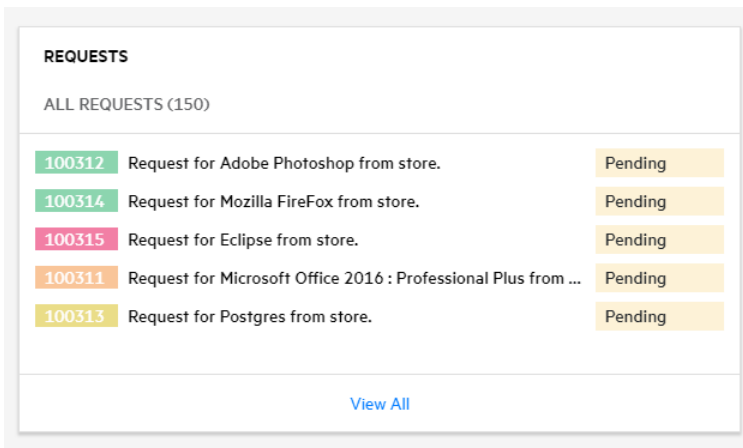 REQUESTS
ALL REQUESTS (150)
100312 Request for Adobe Photoshop from store. Pending
100314 Request for Mozilla FireFox from store. Pending
100315 Request for Eclipse from store. Pending
100311 Request for Microsoft Office 2016 : Professional Plus from ... Pending
100313 Request for Postgres from store. Pending
View All